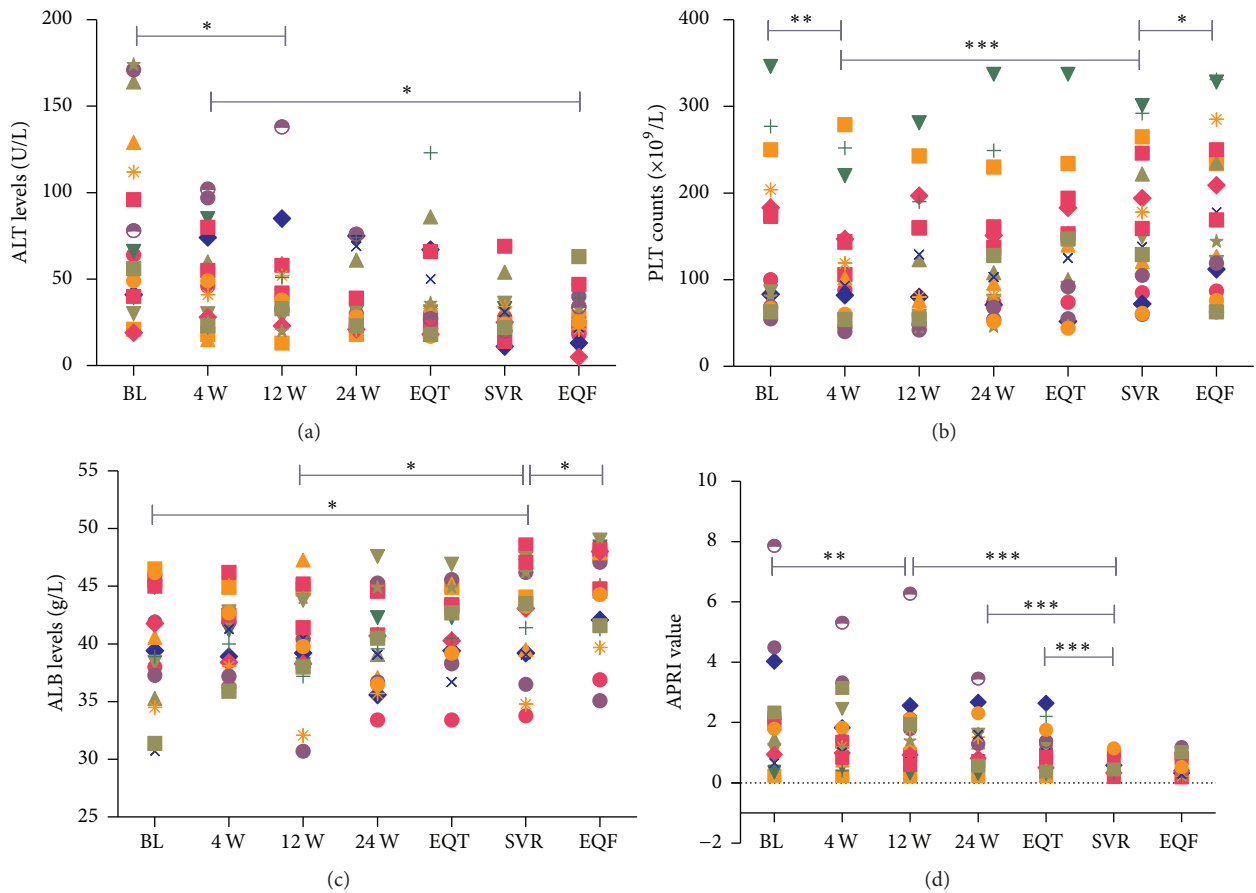 ALT levels (U/L)
200
150
100
50
0
*
*
BL 4 W 12 W 24 W EQT SVR EQF
(a)
PLT counts (×10⁹/L)
400
300
200
100
0
** *
***
BL 4 W 12 W 24 W EQT SVR EQF
(b)
ALB levels (g/L)
55
50
45
40
35
30
25
* *
*
BL 4 W 12 W 24 W EQT SVR EQF
(c)
APRI value
10
8
6
4
2
0
−2
** ***
***
***
BL 4 W 12 W 24 W EQT SVR EQF
(d)